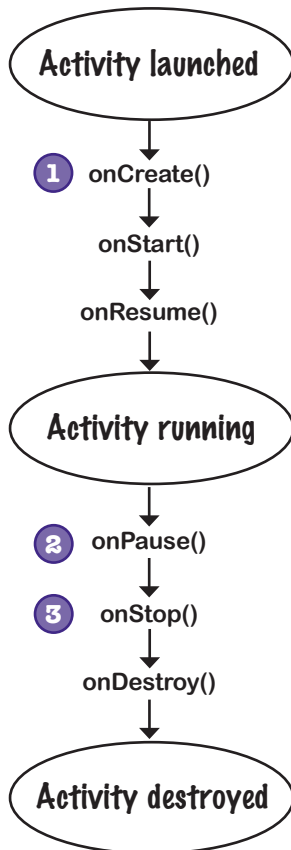 Activity launched
1 onCreate()
onStart()
onResume()
Activity running
2 onPause()
3 onStop()
onDestroy()
Activity destroyed